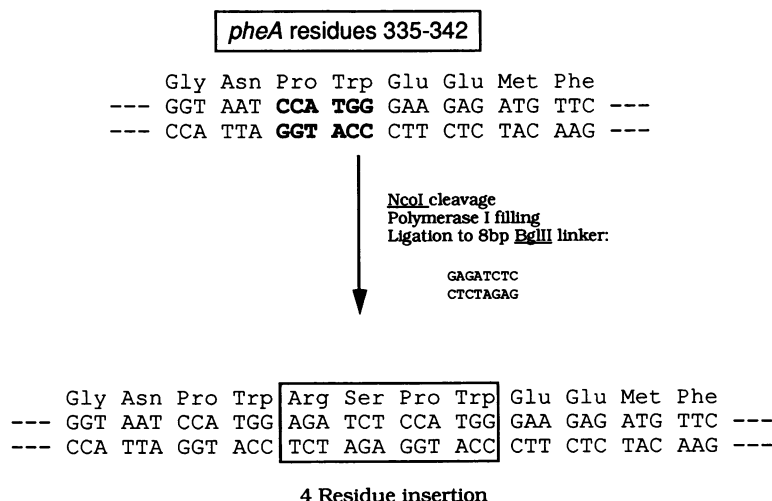 pheA residues 335-342
Gly Asn Pro Trp Glu Glu Met Phe
--- GGT AAT CCA TGG GAA GAG ATG TTC ---
--- CCA TTA GGT ACC CTT CTC TAC AAG ---
NcoI cleavage
Polymerase I filling
Ligation to 8bp BglII linker:
GAGATCTC
CTCTAGAG
Gly Asn Pro Trp Arg Ser Pro Trp Glu Glu Met Phe
--- GGT AAT CCA TGG AGA TCT CCA TGG GAA GAG ATG TTC ---
--- CCA TTA GGT ACC TCT AGA GGT ACC CTT CTC TAC AAG ---
4 Residue insertion